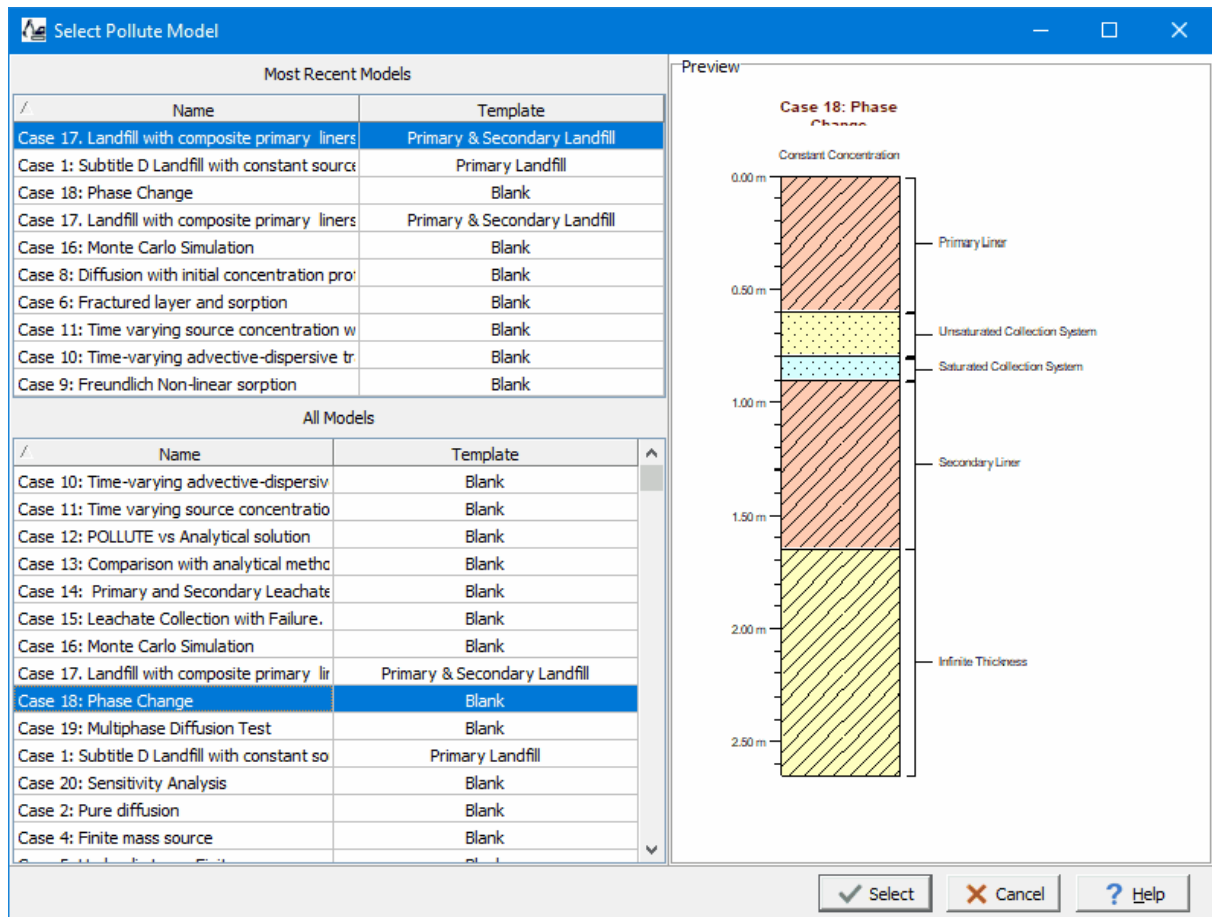 Select Pollute Model
Most Recent Models
Name Template
Case 17. Landfill with composite primary liners Primary & Secondary Landfill
Case 1: Subtitle D Landfill with constant source Primary Landfill
Case 18: Phase Change Blank
Case 17. Landfill with composite primary liners Primary & Secondary Landfill
Case 16: Monte Carlo Simulation Blank
Case 8: Diffusion with initial concentration Blank
Case 6: Fractured layer and sorption Blank
Case 11: Time varying source concentration w Blank
Case 10: Time-varying advective-dispersive tr Blank
Case 9: Freundlich Non-linear sorption Blank
All Models
Name Template
Case 10: Time-varying advective-dispersiv Blank
Case 11: Time varying source concentratio Blank
Case 12: POLLUTE vs Analytical solution Blank
Case 13: Comparison with analytical metho Blank
Case 14: Primary and Secondary Leachate Blank
Case 15: Leachate Collection with Failure. Blank
Case 16: Monte Carlo Simulation Blank
Case 17. Landfill with composite primary lir Primary & Secondary Landfill
Case 18: Phase Change Blank
Case 19: Multiphase Diffusion Test Blank
Case 1: Subtitle D Landfill with constant so Primary Landfill
Case 20: Sensitivity Analysis Blank
Case 2: Pure diffusion Blank
Case 4: Finite mass source Blank
Preview
Case 18: Phase
Change
Constant Concentration
0.00 m
Primary Liner
0.50 m
Unsaturated Collection System
Saturated Collection System
1.00 m
Secondary Liner
1.50 m
2.00 m
Infinite Thickness
2.50 m
Select
Cancel
Help